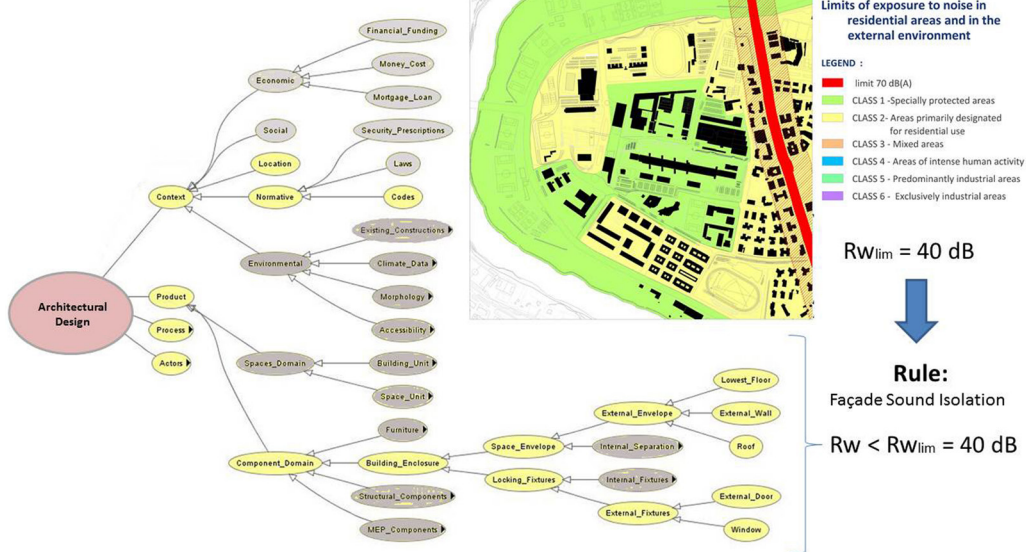 Financial_Funding
Money_Cost
Economic
Mortgage_Loan
Social
Security_Prescriptions
Location
Laws
Context
Normative
Codes
Existing_Constructions
Environmental
Climate_Data
Morphology
Accessibility
Architectural
Design
Product
Process
Actors
Spaces_Domain
Building_Unit
Space_Unit
Furniture
Component_Domain
Building_Enclosure
Structural_Components
MEP_Components
Space_Envelope
Locking_Fixtures
External_Envelope
Internal_Separation
Internal_Fixtures
External_Fixtures
Lowest_Floor
External_Wall
Roof
External_Door
Window
Limits of exposure to noise in
residential areas and in the
external environment
LEGEND :
limit 70 dB(A)
CLASS 1 -Specially protected areas
CLASS 2- Areas primarily designated
for residential use
CLASS 3 - Mixed areas
CLASS 4 - Areas of intense human activity
CLASS 5 - Predominantly industrial areas
CLASS 6 - Exclusively industrial areas
Rwlim = 40 dB
Rule:
Façade Sound Isolation
Rw < Rwlim = 40 dB